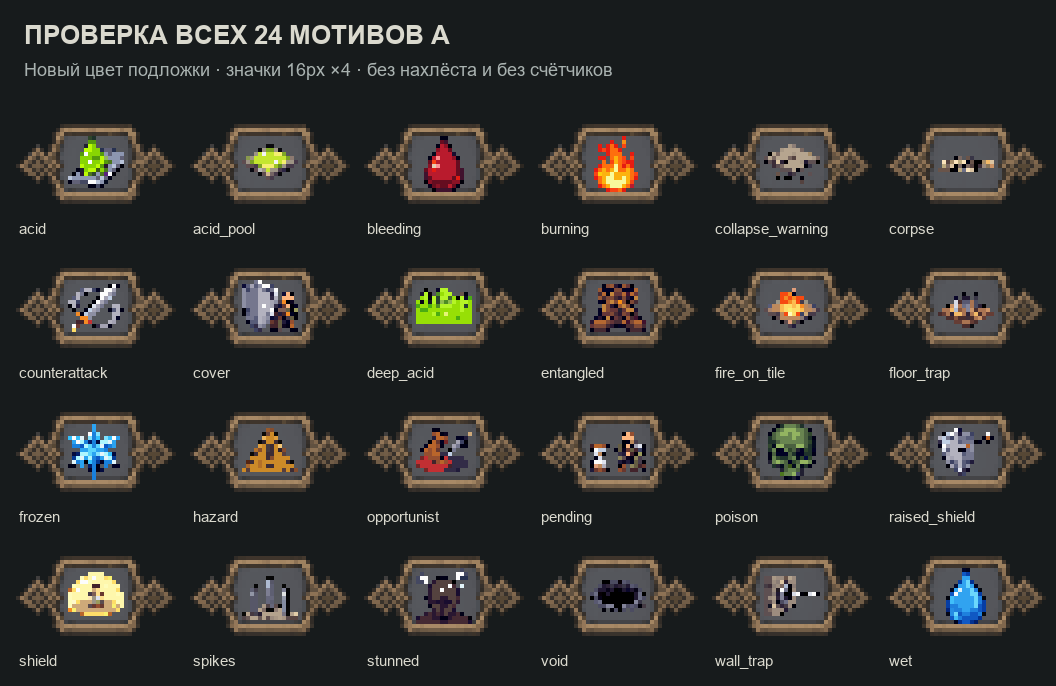 ПРОВЕРКА ВСЕХ 24 МОТИВОВ A
Новый цвет подложки · значки 16px ×4 · без нахлёста и без счётчиков
acid acid_pool bleeding burning collapse_warning corpse
counterattack cover deep_acid entangled fire_on_tile floor_trap
frozen hazard opportunist pending poison raised_shield
shield spikes stunned void wall_trap wet